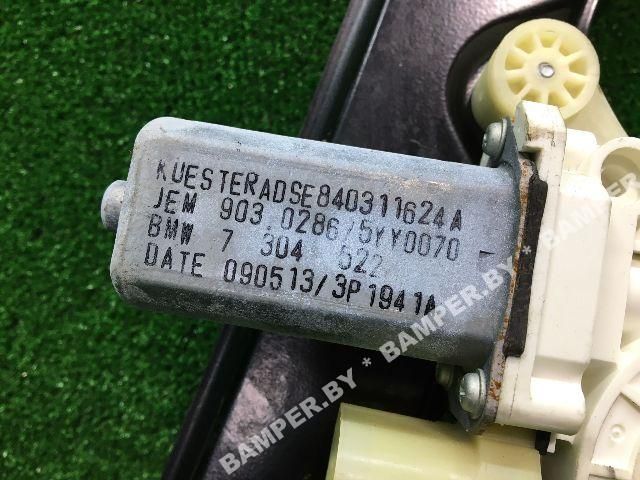 KUESTERADSE840311624A
JEM 903.0286/5YY0070 -
BMW 7 304 522
DATE 090513/3P1941A
BAMPER.BY * BAMPER.BY * BAMPER.BY